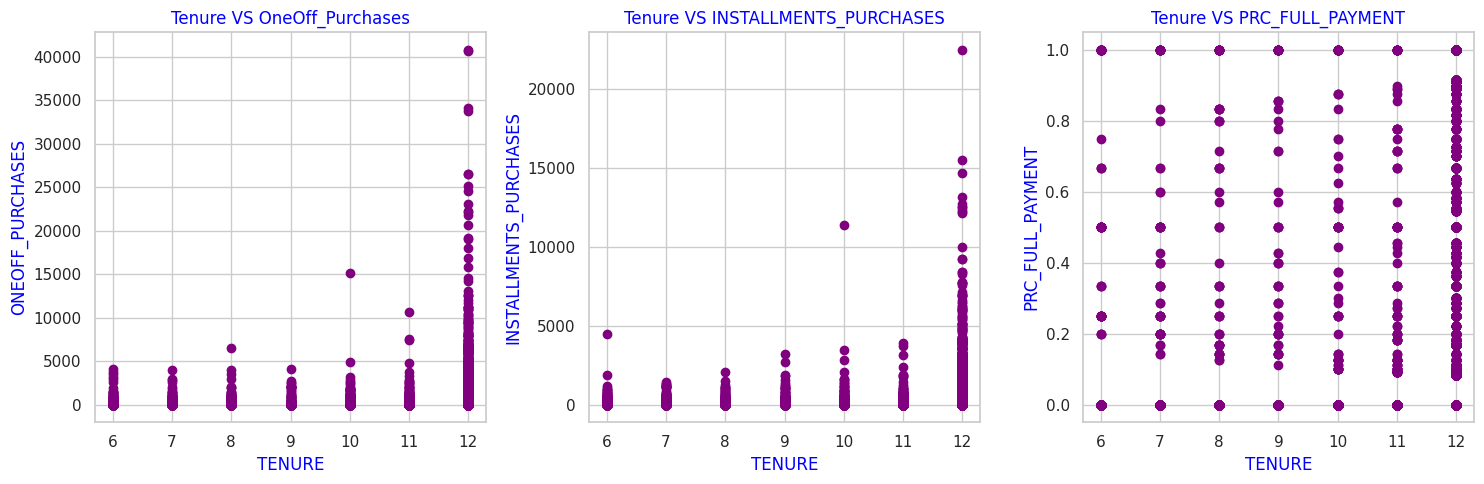 Tenure VS OneOff_Purchases
ONEOFF_PURCHASES
40000
35000
30000
25000
20000
15000
10000
5000
0
6 7 8 9 10 11 12
TENURE
Tenure VS INSTALLMENTS_PURCHASES
INSTALLMENTS_PURCHASES
20000
15000
10000
5000
0
6 7 8 9 10 11 12
TENURE
Tenure VS PRC_FULL_PAYMENT
PRC_FULL_PAYMENT
1.0
0.8
0.6
0.4
0.2
0.0
6 7 8 9 10 11 12
TENURE